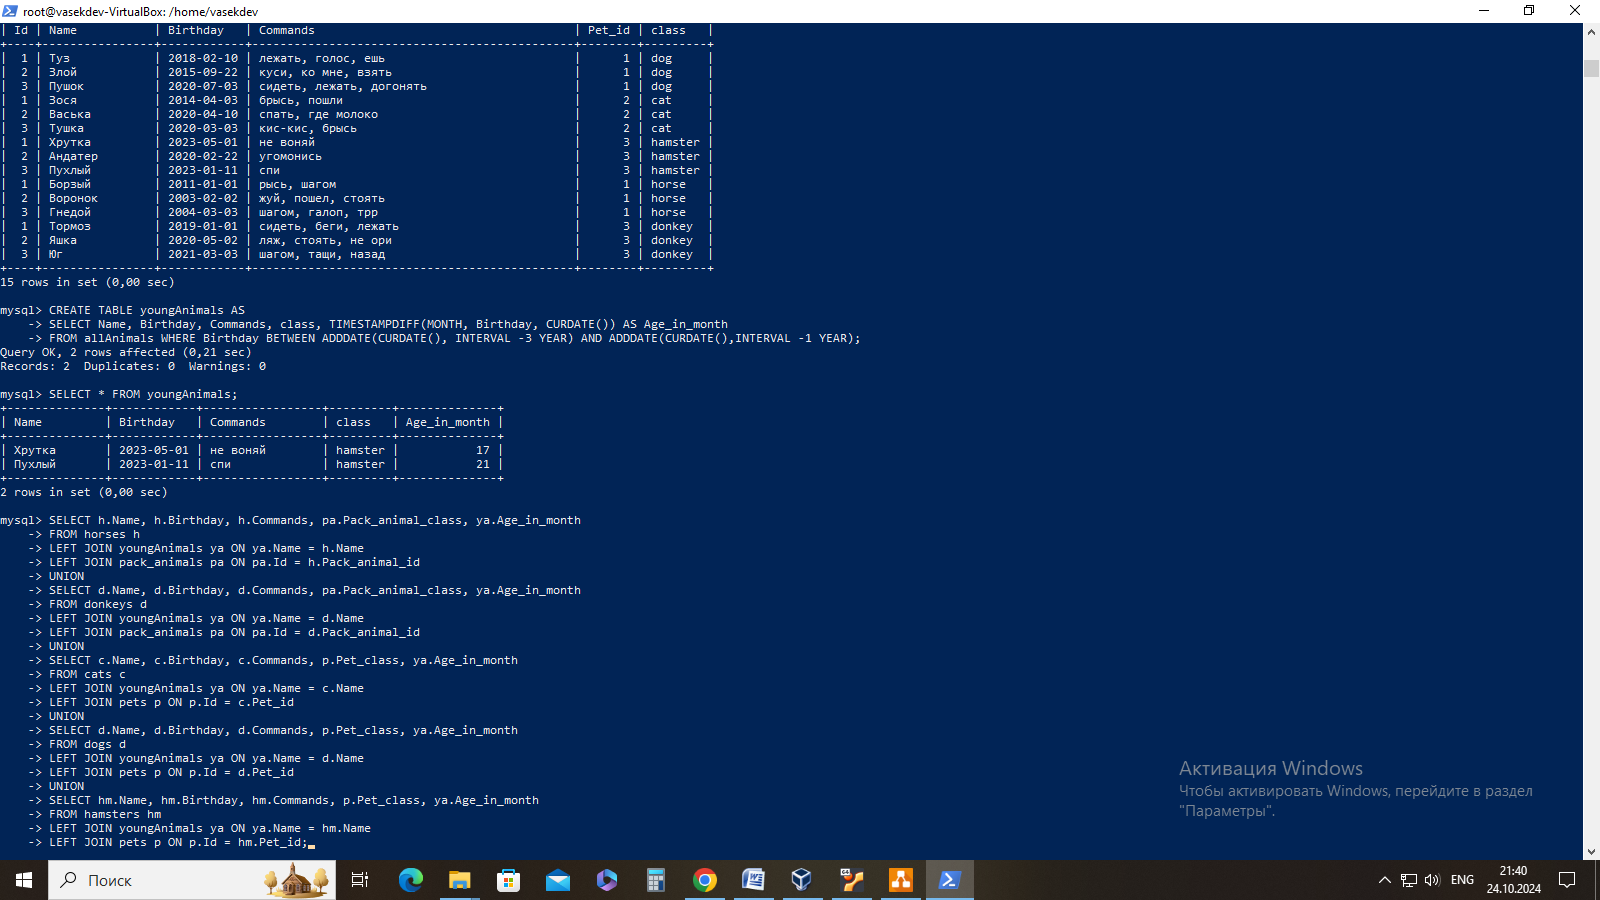 root@vasekdev-VirtualBox: /home/vasekdev
| Id | Name | Birthday | Commands | Pet_id | class |
| 1 | Туз | 2018-02-10 | лежать, голос, ешь | 1 | dog |
| 2 | Злой | 2015-09-22 | куси, ко мне, взять | 1 | dog |
| 3 | Пушок | 2020-07-03 | сидеть, лежать, догонять | 1 | dog |
| 1 | Зося | 2014-04-03 | брысь, пошли | 2 | cat |
| 2 | Васька | 2020-04-10 | спать, где молоко | 2 | cat |
| 3 | Тушка | 2020-03-03 | кис-кис, брысь | 2 | cat |
| 1 | Хрутка | 2023-05-01 | не воняй | 3 | hamster |
| 2 | Андатер | 2020-02-22 | угомонись | 3 | hamster |
| 3 | Пухлый | 2023-01-11 | спи | 3 | hamster |
| 1 | Борзый | 2011-01-01 | рысь, шагом | 1 | horse |
| 2 | Воронок | 2003-02-02 | жуй, пошел, стоять | 1 | horse |
| 3 | Гнедой | 2004-03-03 | шагом, галоп, трр | 1 | horse |
| 1 | Тормоз | 2019-01-01 | сидеть, беги, лежать | 3 | donkey |
| 2 | Яшка | 2020-05-02 | ляж, стоять, не ори | 3 | donkey |
| 3 | Юг | 2021-03-03 | шагом, тащи, назад | 3 | donkey |
15 rows in set (0,00 sec)
mysql> CREATE TABLE youngAnimals AS
-> SELECT Name, Birthday, Commands, class, TIMESTAMPDIFF(MONTH, Birthday, CURDATE()) AS Age_in_month
-> FROM allAnimals WHERE Birthday BETWEEN ADDDATE(CURDATE(), INTERVAL -3 YEAR) AND ADDDATE(CURDATE(),INTERVAL -1 YEAR);
Query OK, 2 rows affected (0,21 sec)
Records: 2  Duplicates: 0  Warnings: 0
mysql> SELECT * FROM youngAnimals;
| Name | Birthday | Commands | class | Age_in_month |
| Хрутка | 2023-05-01 | не воняй | hamster | 17 |
| Пухлый | 2023-01-11 | спи | hamster | 21 |
2 rows in set (0,00 sec)
mysql> SELECT h.Name, h.Birthday, h.Commands, pa.Pack_animal_class, ya.Age_in_month
-> FROM horses h
-> LEFT JOIN youngAnimals ya ON ya.Name = h.Name
-> LEFT JOIN pack_animals pa ON pa.Id = h.Pack_animal_id
-> UNION
-> SELECT d.Name, d.Birthday, d.Commands, pa.Pack_animal_class, ya.Age_in_month
-> FROM donkeys d
-> LEFT JOIN youngAnimals ya ON ya.Name = d.Name
-> LEFT JOIN pack_animals pa ON pa.Id = d.Pack_animal_id
-> UNION
-> SELECT c.Name, c.Birthday, c.Commands, p.Pet_class, ya.Age_in_month
-> FROM cats c
-> LEFT JOIN youngAnimals ya ON ya.Name = c.Name
-> LEFT JOIN pets p ON p.Id = c.Pet_id
-> UNION
-> SELECT d.Name, d.Birthday, d.Commands, p.Pet_class, ya.Age_in_month
-> FROM dogs d
-> LEFT JOIN youngAnimals ya ON ya.Name = d.Name
-> LEFT JOIN pets p ON p.Id = d.Pet_id
-> UNION
-> SELECT hm.Name, hm.Birthday, hm.Commands, p.Pet_class, ya.Age_in_month
-> FROM hamsters hm
-> LEFT JOIN youngAnimals ya ON ya.Name = hm.Name
-> LEFT JOIN pets p ON p.Id = hm.Pet_id;
Активация Windows
Чтобы активировать Windows, перейдите в раздел
"Параметры".
Поиск
ENG
21:40
24.10.2024